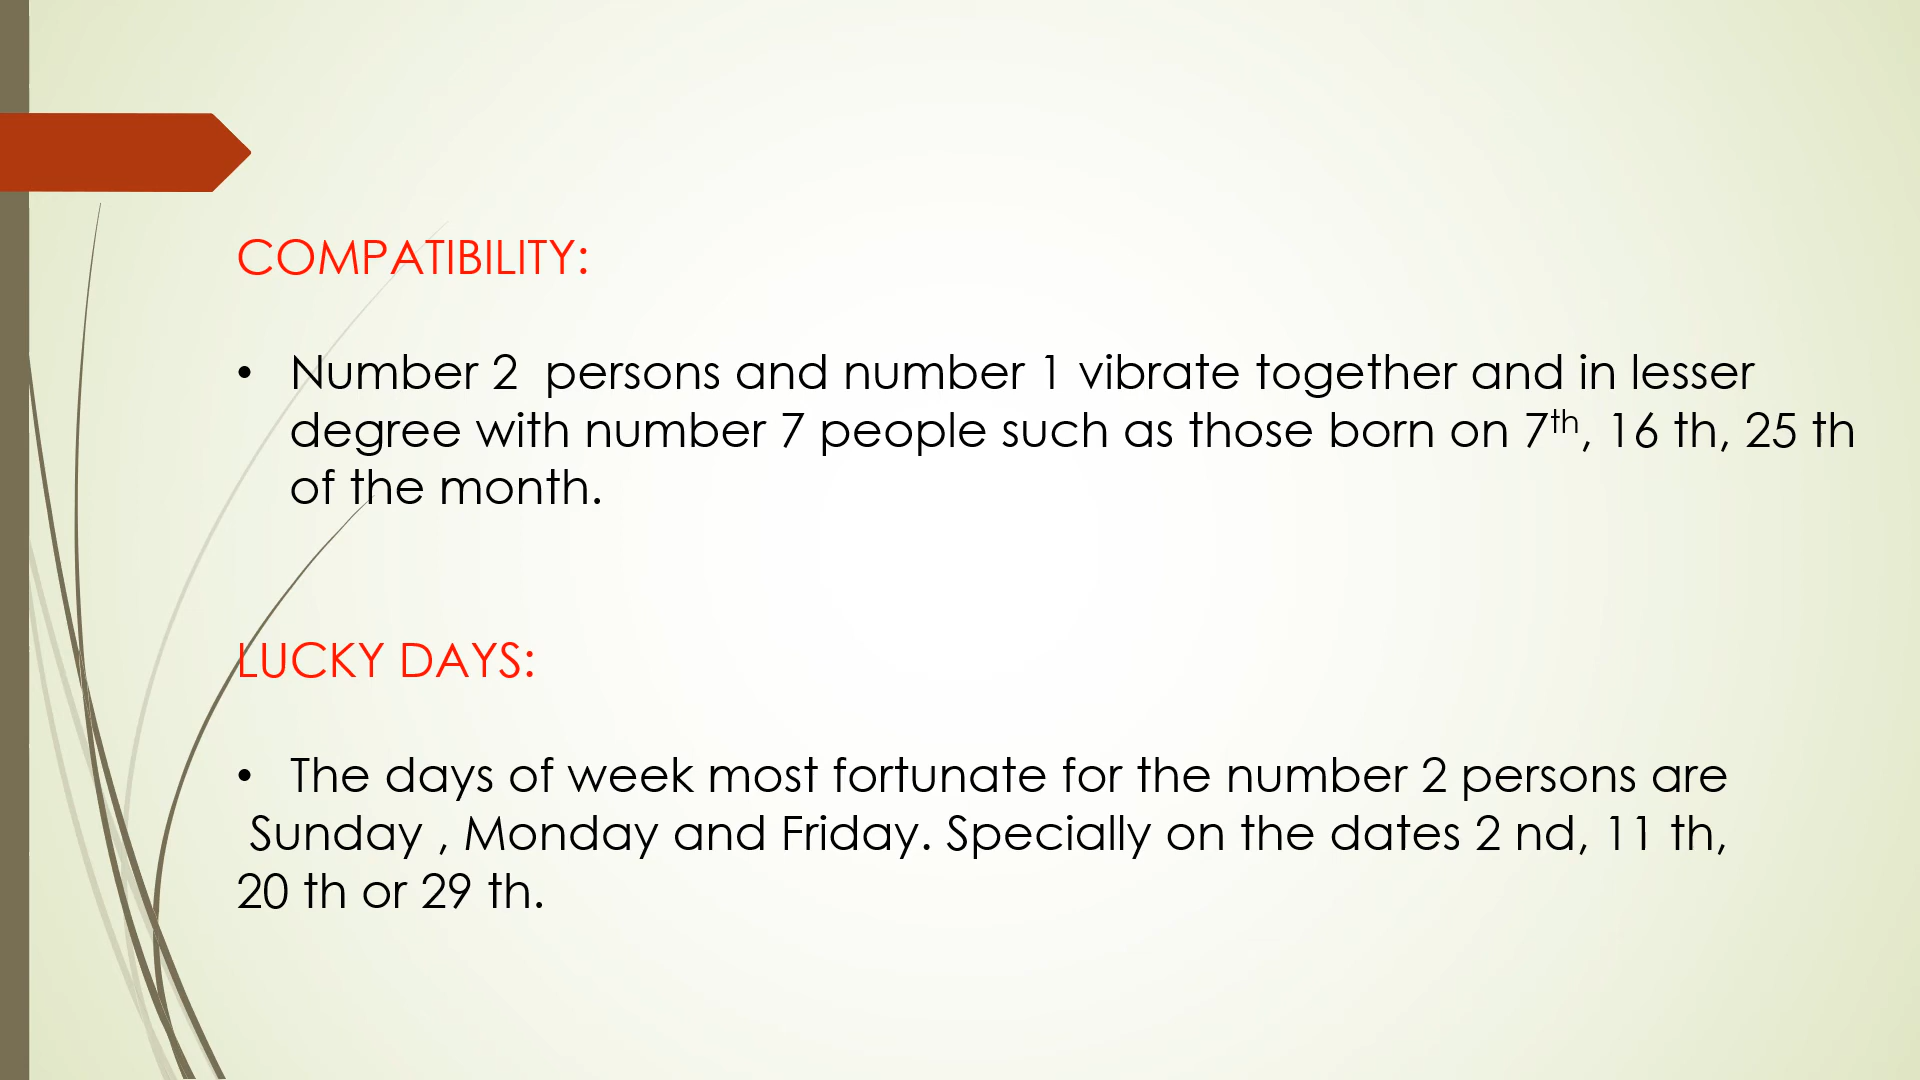 COMPATIBILITY:
• Number 2 persons and number 1 vibrate together and in lesser
degree with number 7 people such as those born on 7th, 16 th, 25 th
of the month.
LUCKY DAYS:
• The days of week most fortunate for the number 2 persons are
Sunday , Monday and Friday. Specially on the dates 2 nd, 11 th,
20 th or 29 th.